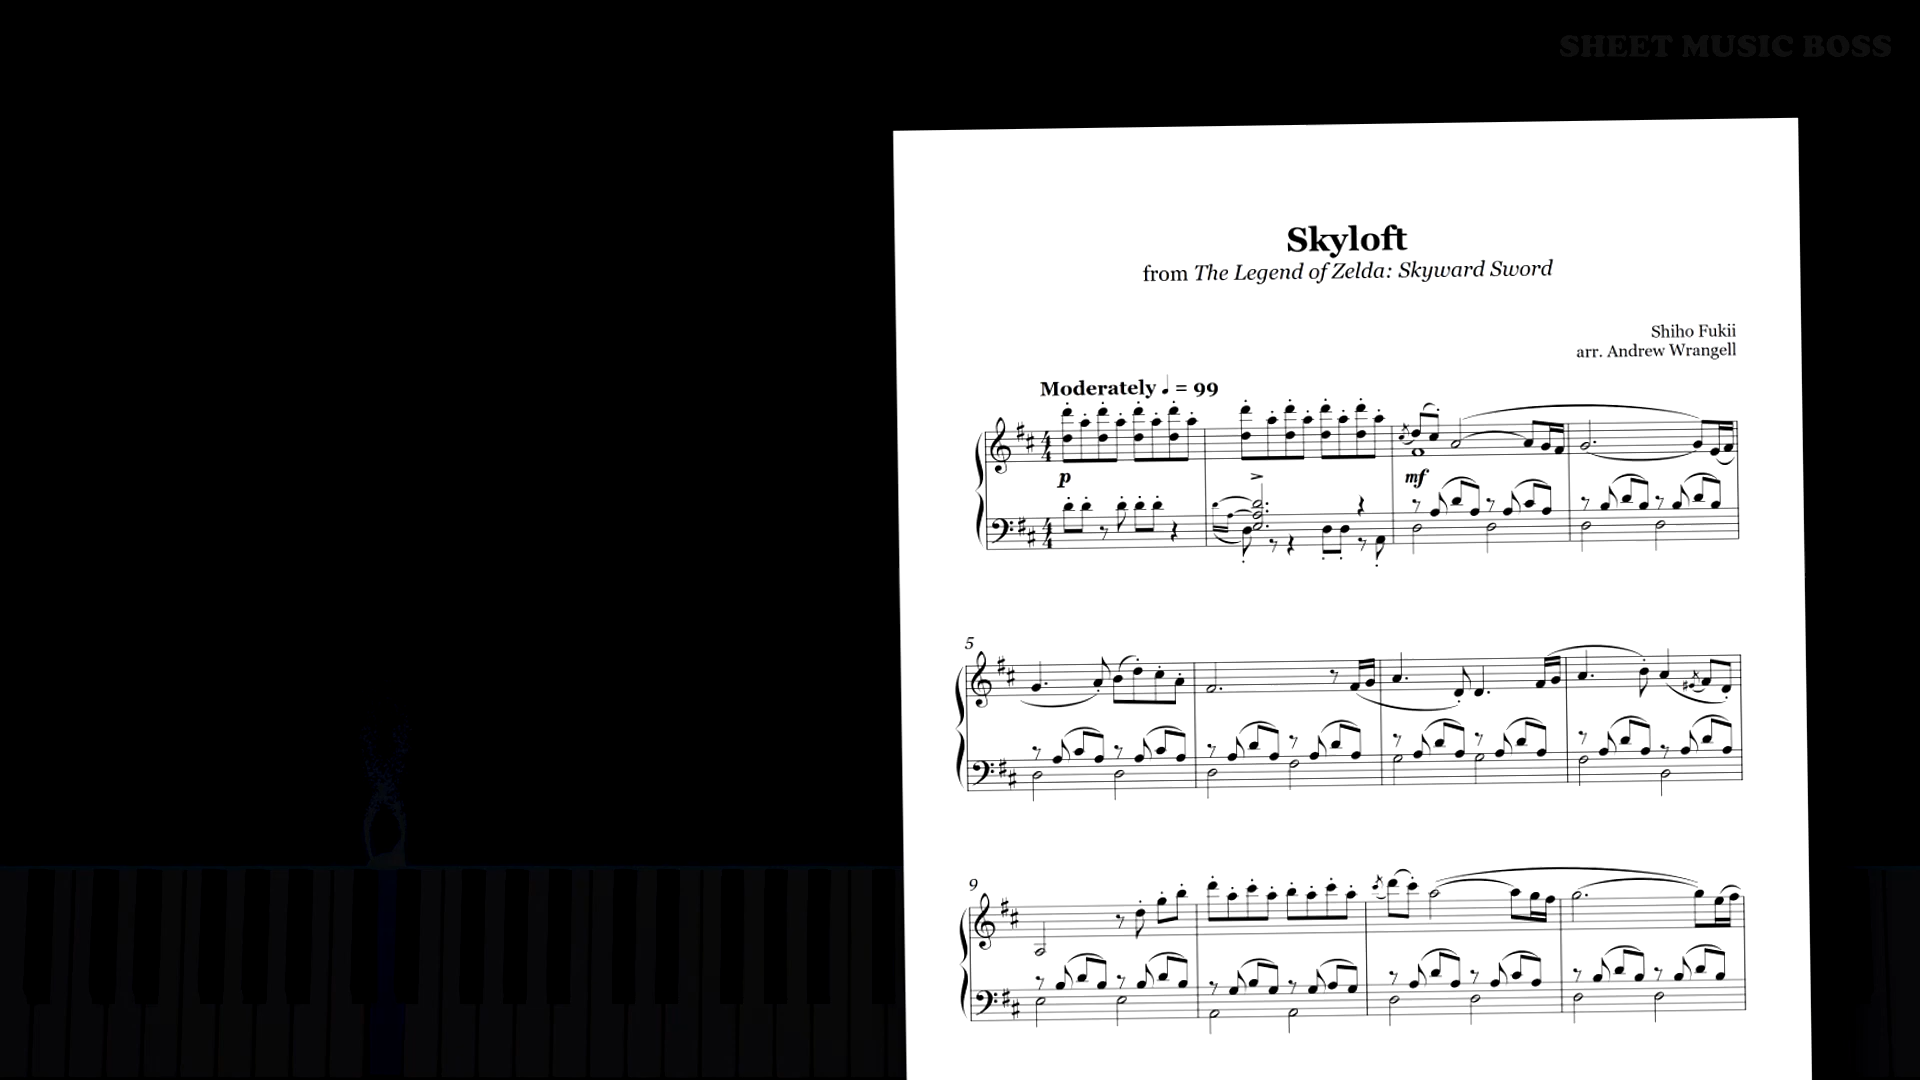 SHEET MUSIC BOSS
Skyloft
from The Legend of Zelda: Skyward Sword
Shiho Fukii
arr. Andrew Wrangell
Moderately ♩ = 99
p
mf
5
9